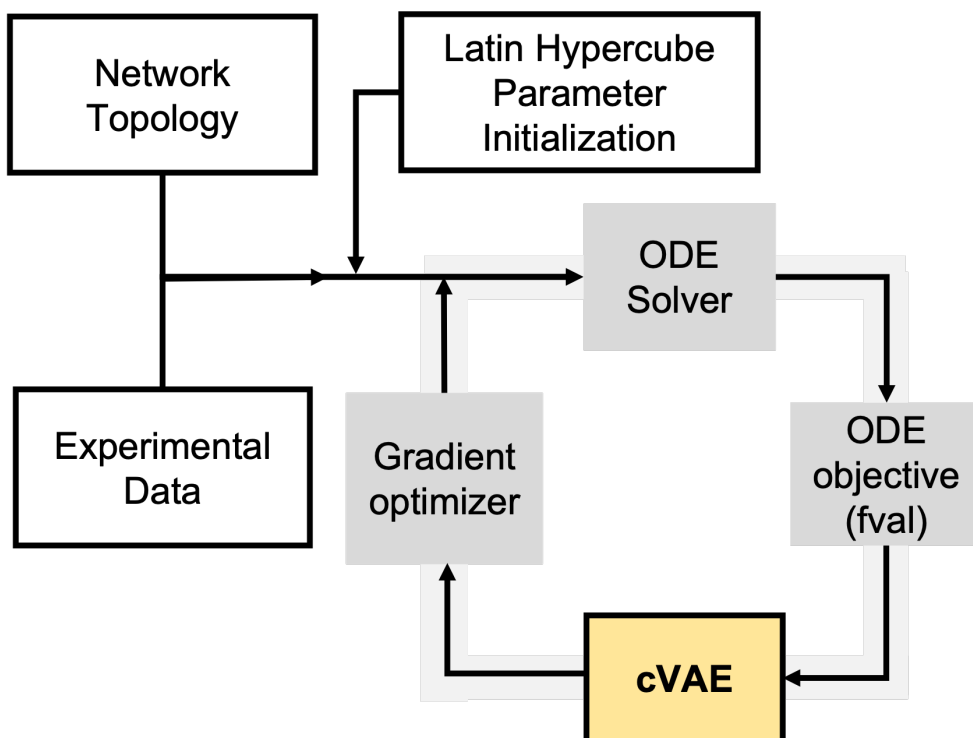 Network
Topology
Latin Hypercube
Parameter
Initialization
ODE
Solver
Experimental
Data
Gradient
optimizer
ODE
objective
(fval)
cVAE